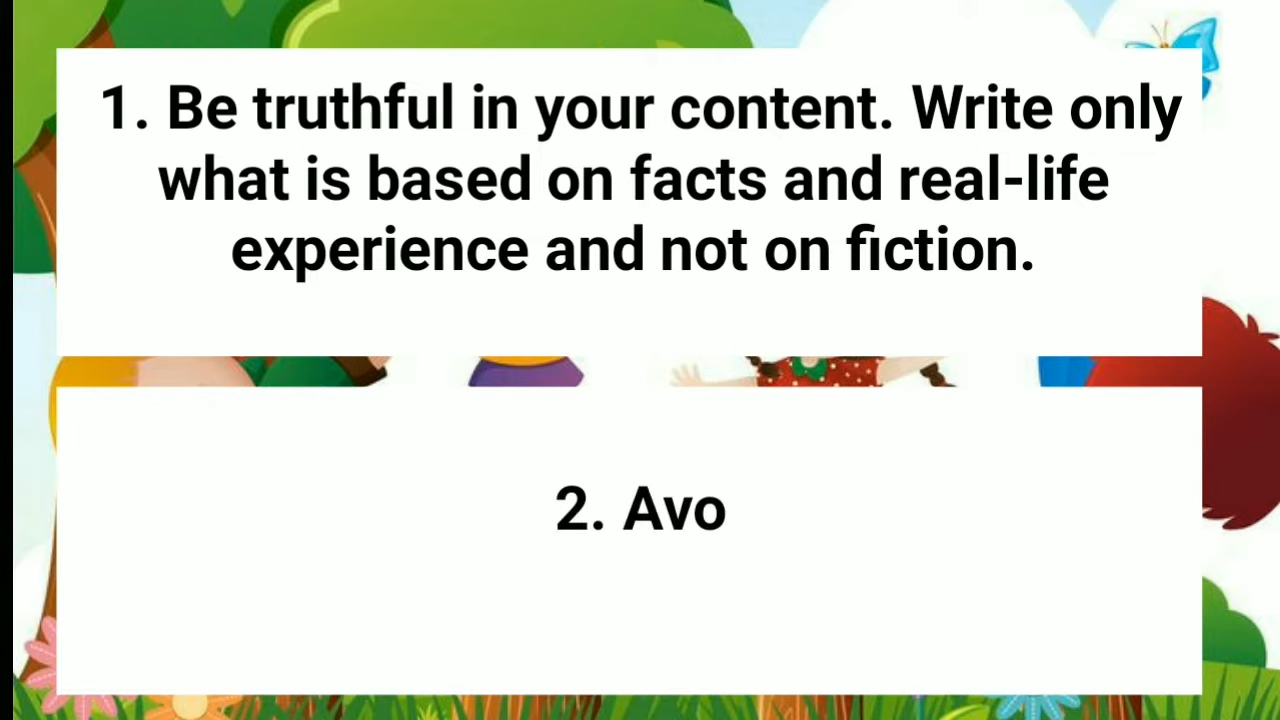 1. Be truthful in your content. Write only
what is based on facts and real-life
experience and not on fiction.
2. Avo